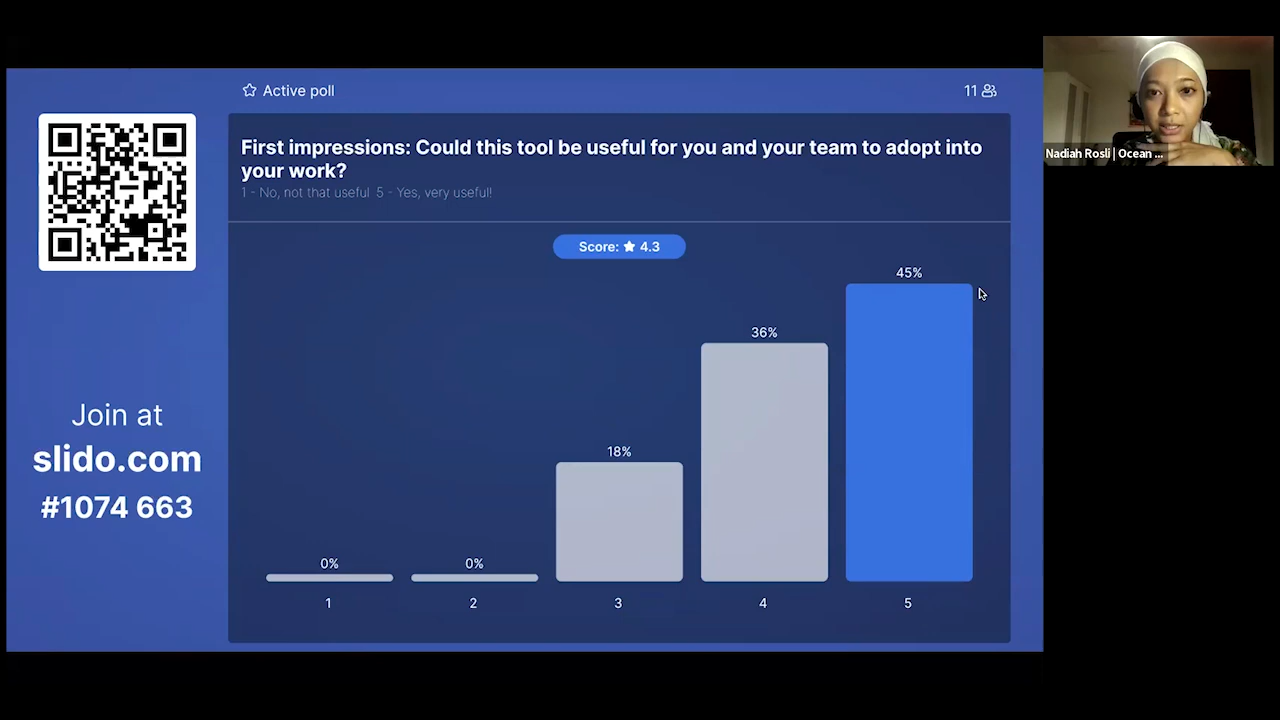 Active poll
11
First impressions: Could this tool be useful for you and your team to adopt into
your work?
1 - No, not that useful 5 - Yes, very useful!
Score: 4.3
45%
36%
18%
0%
0%
1
2
3
4
5
Join at
slido.com
#1074 663
Nadiah Rosli | Ocean ...